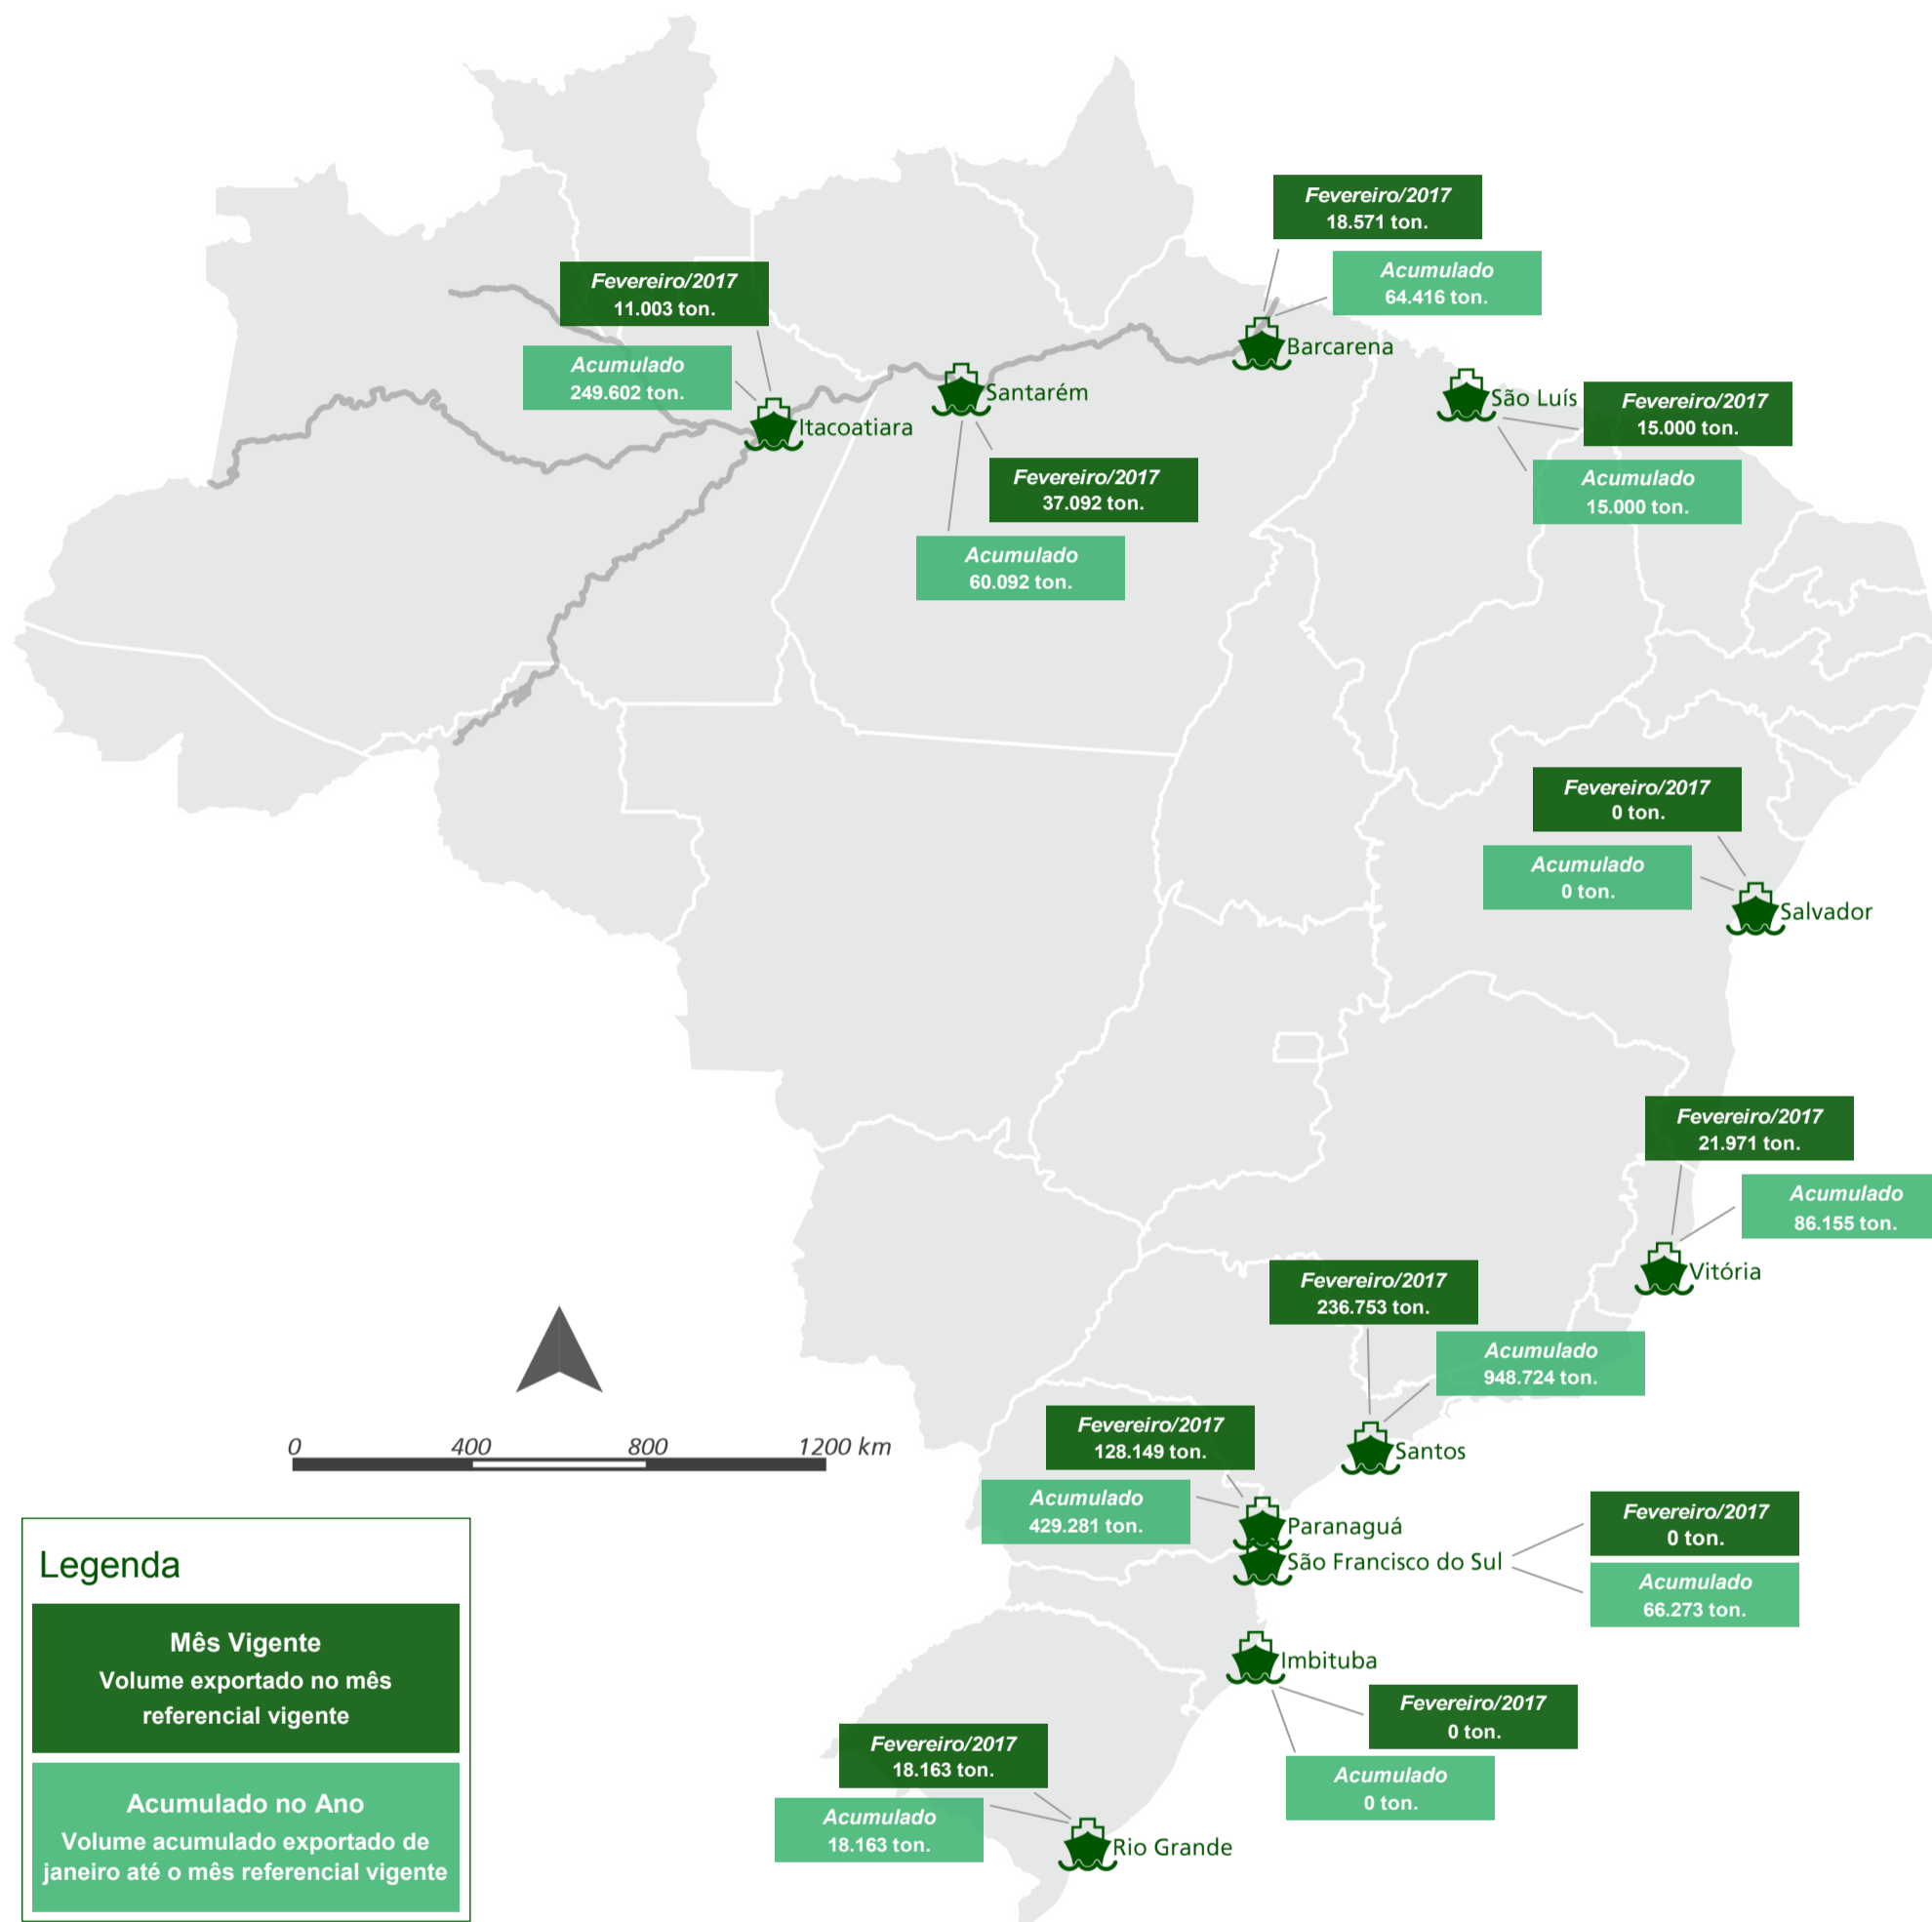 Fevereiro/2017
18.571 ton.
Acumulado
64.416 ton.
Barcarena
Fevereiro/2017
11.003 ton.
Acumulado
249.602 ton.
Itacoatiara
Santarém
Fevereiro/2017
37.092 ton.
Acumulado
60.092 ton.
São Luís
Fevereiro/2017
15.000 ton.
Acumulado
15.000 ton.
Fevereiro/2017
0 ton.
Acumulado
0 ton.
Salvador
Fevereiro/2017
21.971 ton.
Acumulado
86.155 ton.
Vitória
Fevereiro/2017
236.753 ton.
Acumulado
948.724 ton.
Santos
Fevereiro/2017
128.149 ton.
Acumulado
429.281 ton.
Paranaguá
São Francisco do Sul
Fevereiro/2017
0 ton.
Acumulado
66.273 ton.
Imbituba
Fevereiro/2017
0 ton.
Acumulado
0 ton.
Fevereiro/2017
18.163 ton.
Acumulado
18.163 ton.
Rio Grande
0 400 800 1200 km
Legenda
Mês Vigente
Volume exportado no mês
referencial vigente
Acumulado no Ano
Volume acumulado exportado de
janeiro até o mês referencial vigente